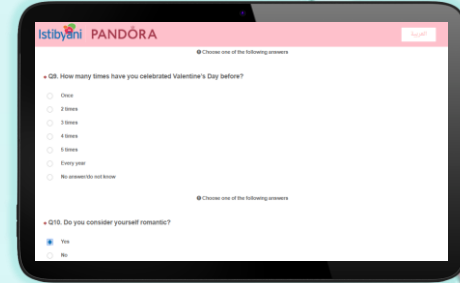 Istibyani PANDÖRA
العربية
Choose one of the following answers
Q9. How many times have you celebrated Valentine's Day before?
Once
2 times
3 times
4 times
5 times
Every year
No answer/do not know
Choose one of the following answers
Q10. Do you consider yourself romantic?
Yes
No